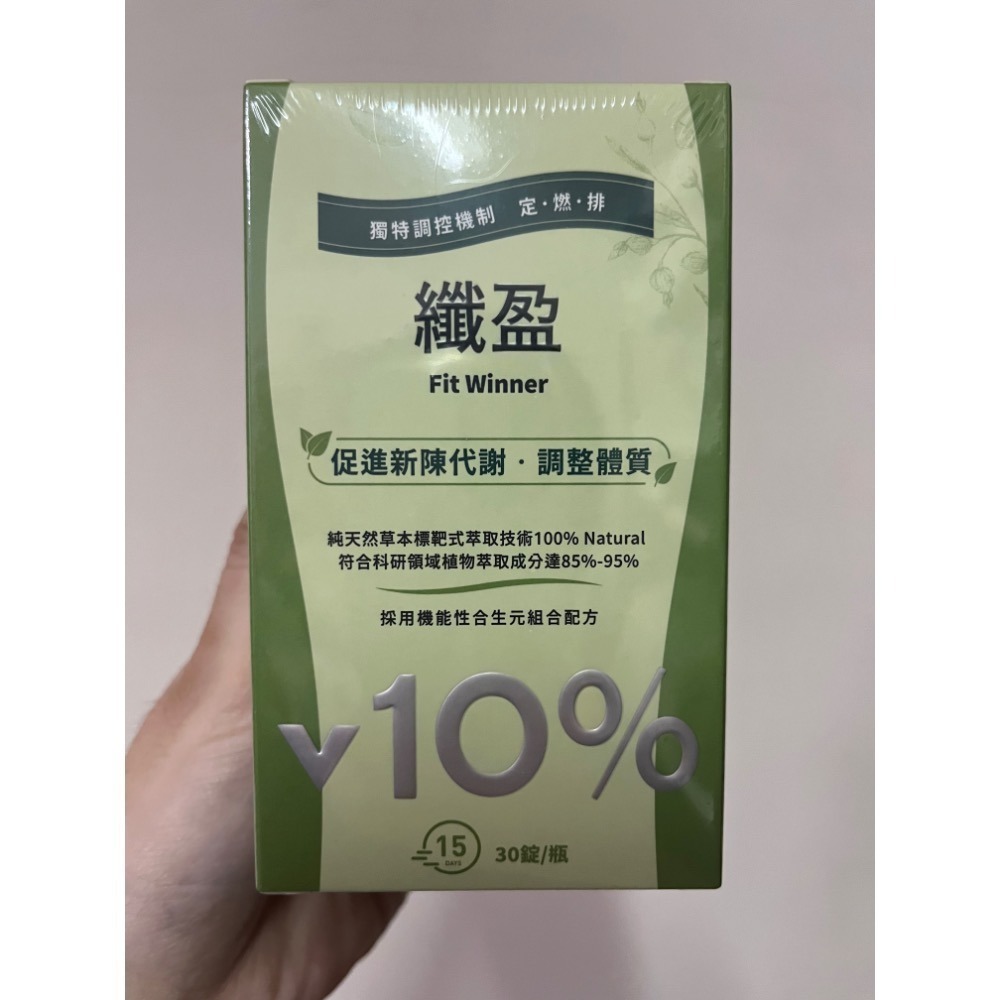 獨特調控機制 定·燃·排
纖盈
Fit Winner
促進新陳代謝·調整體質
純天然草本標靶式萃取技術100% Natural
符合科研領域植物萃取成分達85%-95%
採用機能性合生元組合配方
v10%
15
DAYS
30錠/瓶